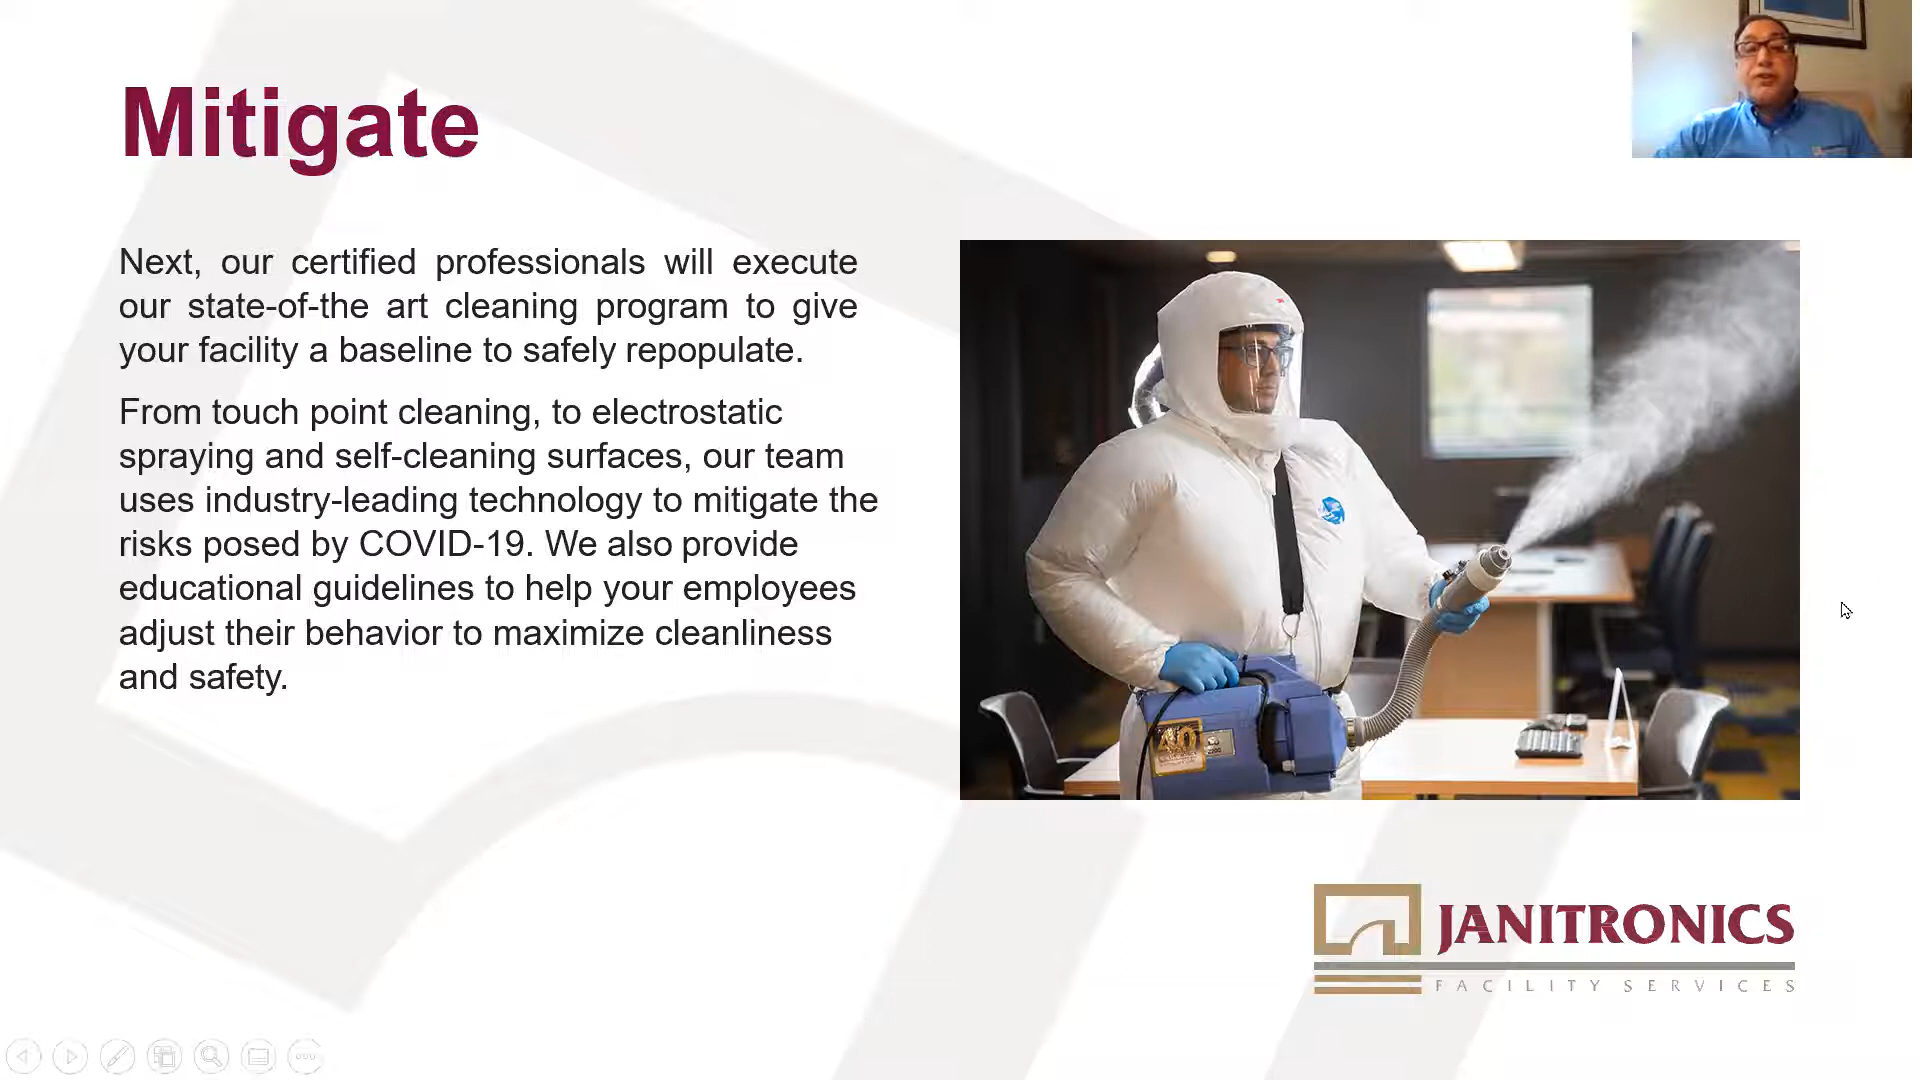 Mitigate
Next, our certified professionals will execute
our state-of-the art cleaning program to give
your facility a baseline to safely repopulate.
From touch point cleaning, to electrostatic
spraying and self-cleaning surfaces, our team
uses industry-leading technology to mitigate the
risks posed by COVID-19. We also provide
educational guidelines to help your employees
adjust their behavior to maximize cleanliness
and safety.
40
JANITRONICS
FACILITY SERVICES